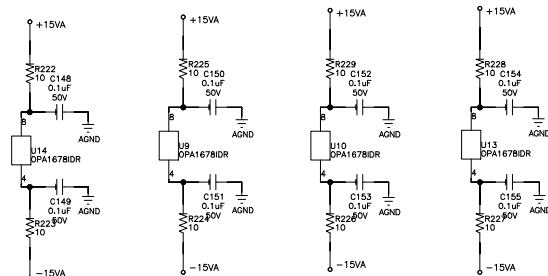 +15VA
R222
10
C148
0.1uF
50V
AGND
8
U14
OPA1678IDR
4
C149
0.1uF
50V
AGND
R223
10
-15VA
+15VA
R225
10
C150
0.1uF
50V
AGND
8
U9
OPA1678IDR
4
C151
0.1uF
50V
AGND
R224
10
-15VA
+15VA
R229
10
C152
0.1uF
50V
AGND
8
U10
OPA1678IDR
4
C153
0.1uF
50V
AGND
R226
10
-15VA
+15VA
R228
10
C154
0.1uF
50V
AGND
8
U13
OPA1678IDR
4
C155
0.1uF
50V
AGND
R227
10
-15VA